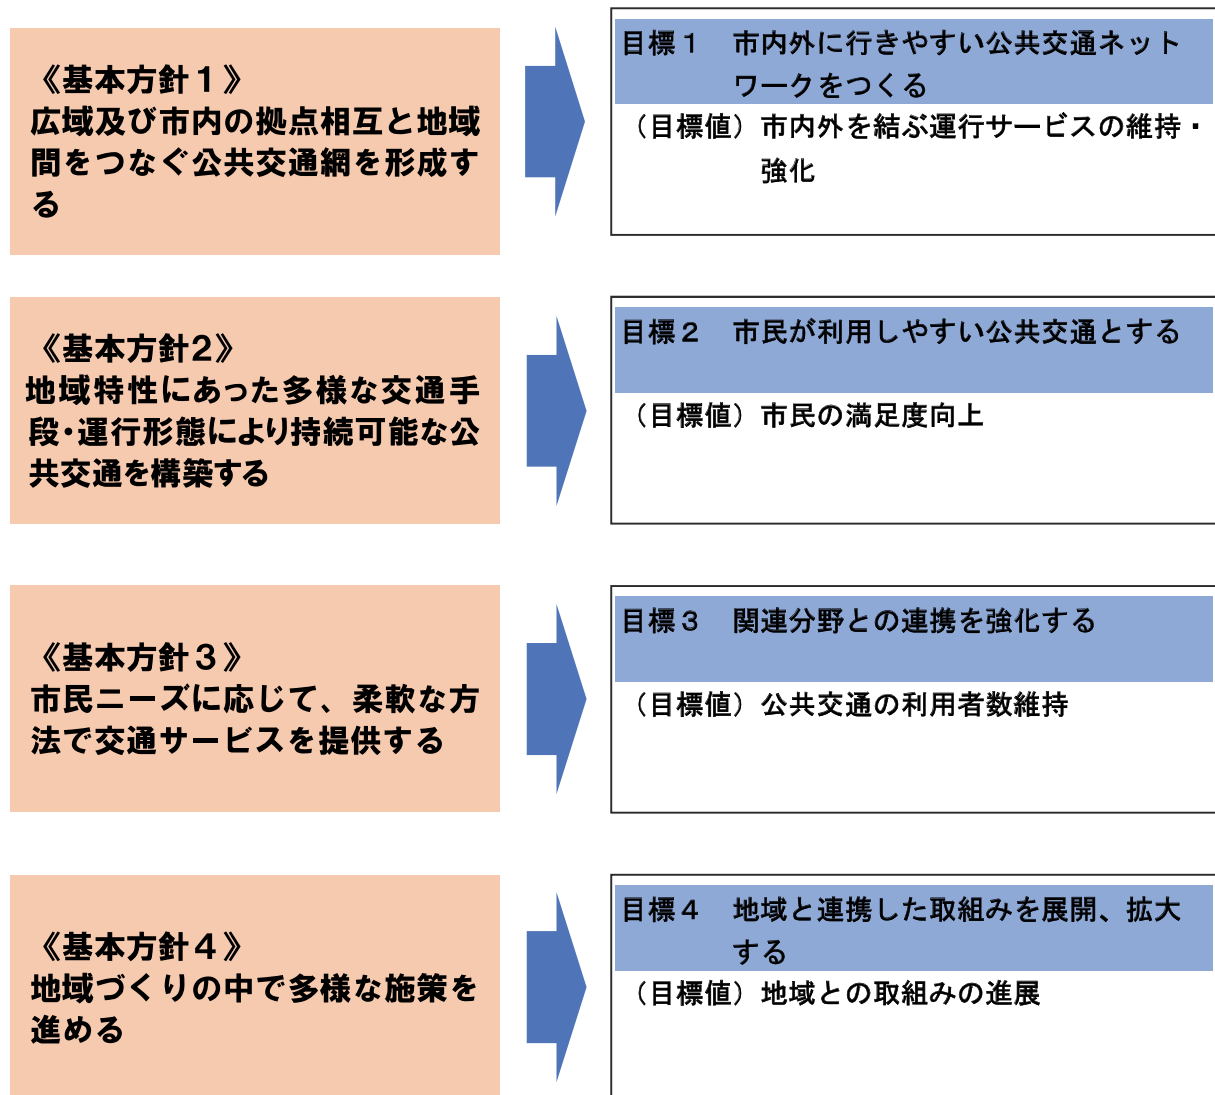 《基本方針１》
広域及び市内の拠点相互と地域
間をつなぐ公共交通網を形成す
る
目標１　市内外に行きやすい公共交通ネット
ワークをつくる
（目標値）市内外を結ぶ運行サービスの維持・
強化
《基本方針2》
地域特性にあった多様な交通手
段・運行形態により持続可能な公
共交通を構築する
目標２　市民が利用しやすい公共交通とする
（目標値）市民の満足度向上
《基本方針３》
市民ニーズに応じて、柔軟な方
法で交通サービスを提供する
目標３　関連分野との連携を強化する
（目標値）公共交通の利用者数維持
《基本方針４》
地域づくりの中で多様な施策を
進める
目標４　地域と連携した取組みを展開、拡大
する
（目標値）地域との取組みの進展